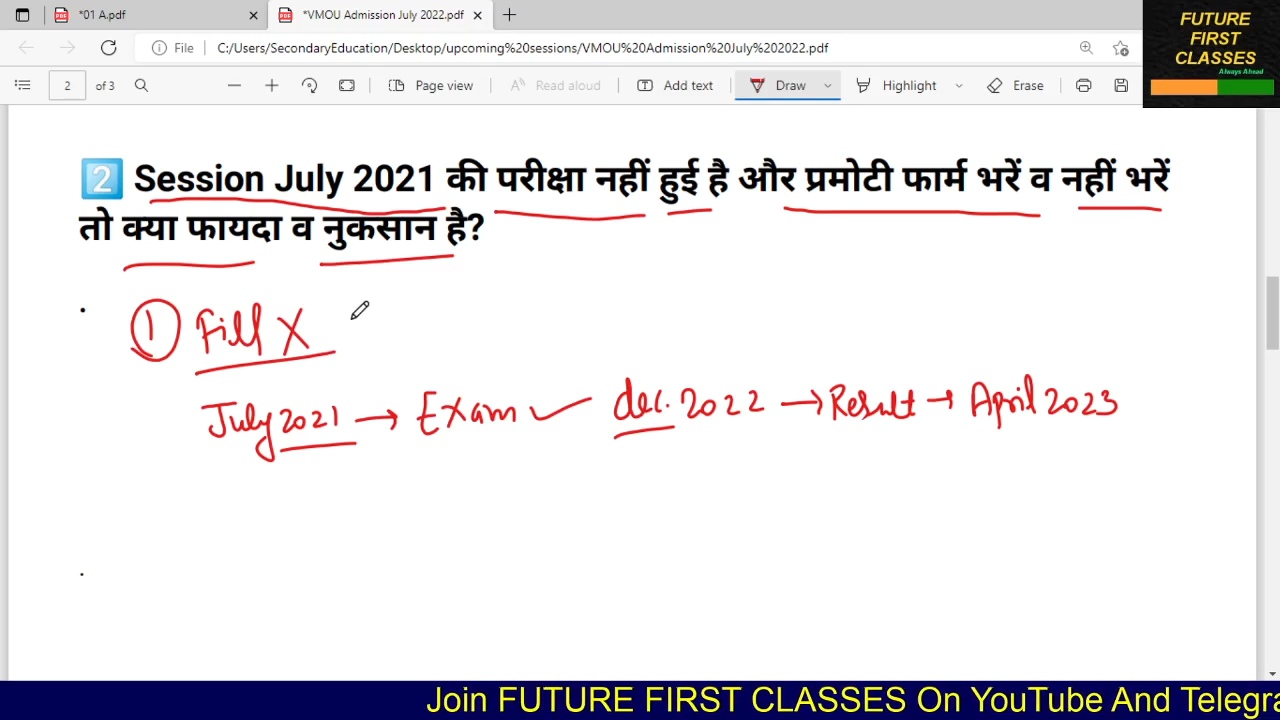 *01 A.pdf
*VMOU Admission July 2022.pdf
File
C:/Users/SecondaryEducation/Desktop/upcoming%20sessions/VMOU%20Admission%20July%202022.pdf
2 of 3
Page view
Read aloud
Add text
Draw
Highlight
Erase
FUTURE
FIRST
CLASSES
Always Ahead
2 Session July 2021 की परीक्षा नहीं हुई है और प्रमोटी फार्म भरें व नहीं भरें
तो क्या फायदा व नुकसान है?
① Fill X
July 2021 → Exam ✓ dec. 2022 → Result → April 2023
Join FUTURE FIRST CLASSES On YouTube And Telegra